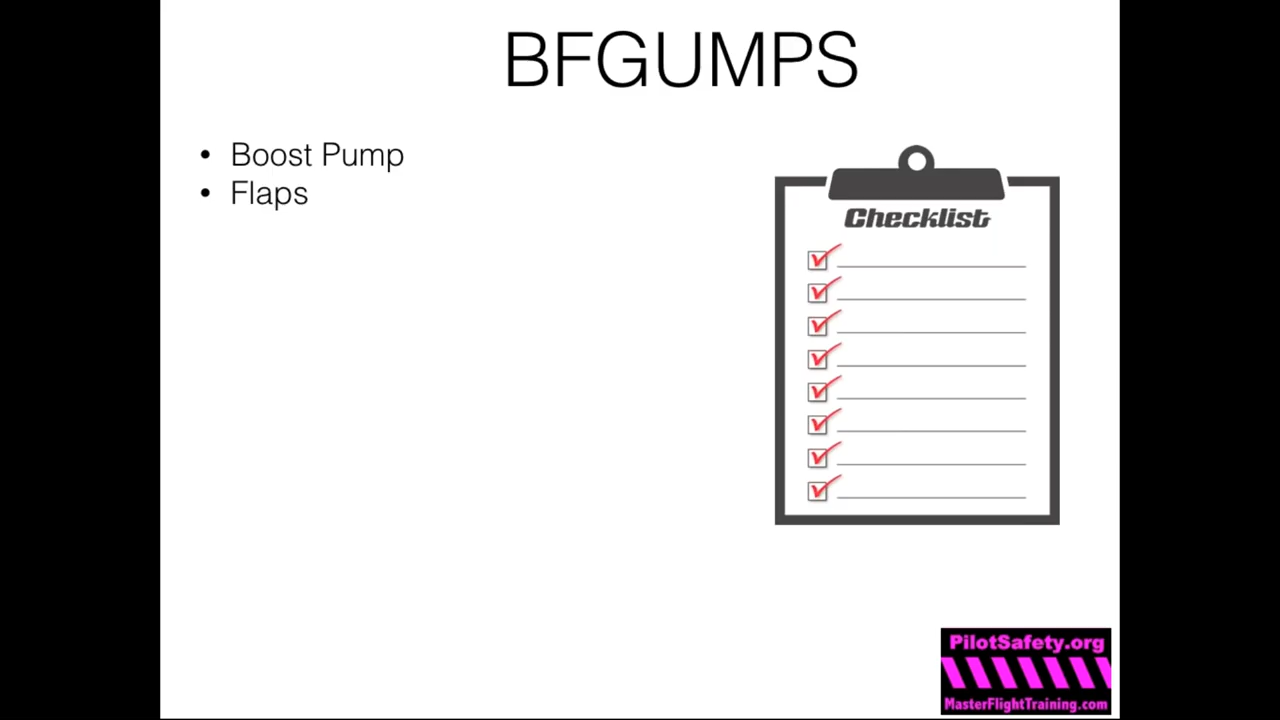 BFGUMPS
• Boost Pump
• Flaps
Checklist
PilotSafety.org
MasterFlightTraining.com